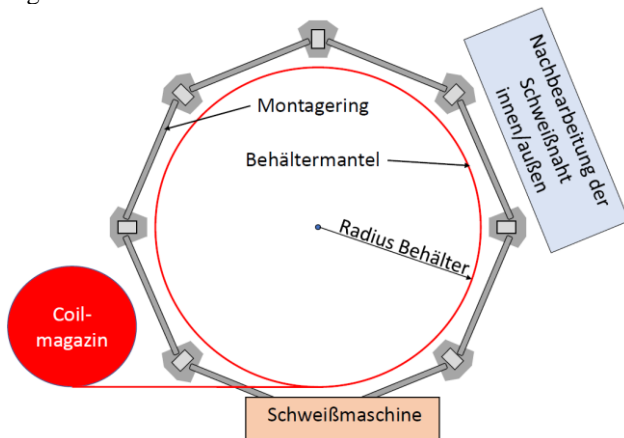 Montagering
Behältermantel
Nachbearbeitung der
Schweißnaht
innen/außen
Radius Behälter
Coil-
magazin
Schweißmaschine